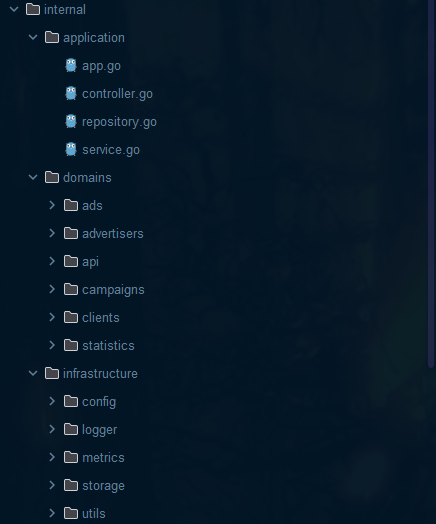 internal
application
app.go
controller.go
repository.go
service.go
domains
ads
advertisers
api
campaigns
clients
statistics
infrastructure
config
logger
metrics
storage
utils